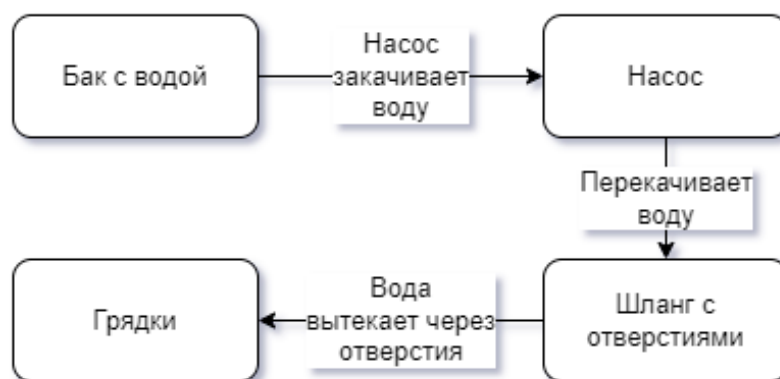 Бак с водой
Насос
закачивает
воду
Насос
Перекачивает
воду
Шланг с
отверстиями
Вода
вытекает через
отверстия
Грядки